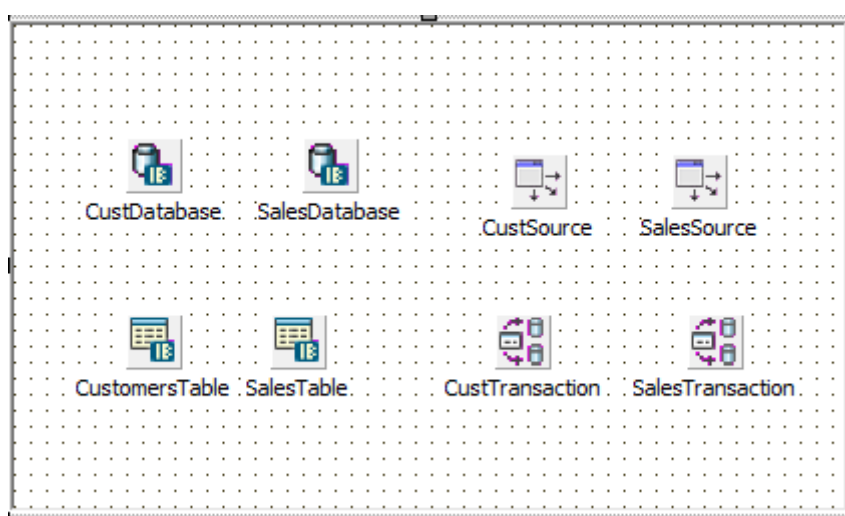 CustDatabase
SalesDatabase
CustSource
SalesSource
CustomersTable
SalesTable
CustTransaction
SalesTransaction